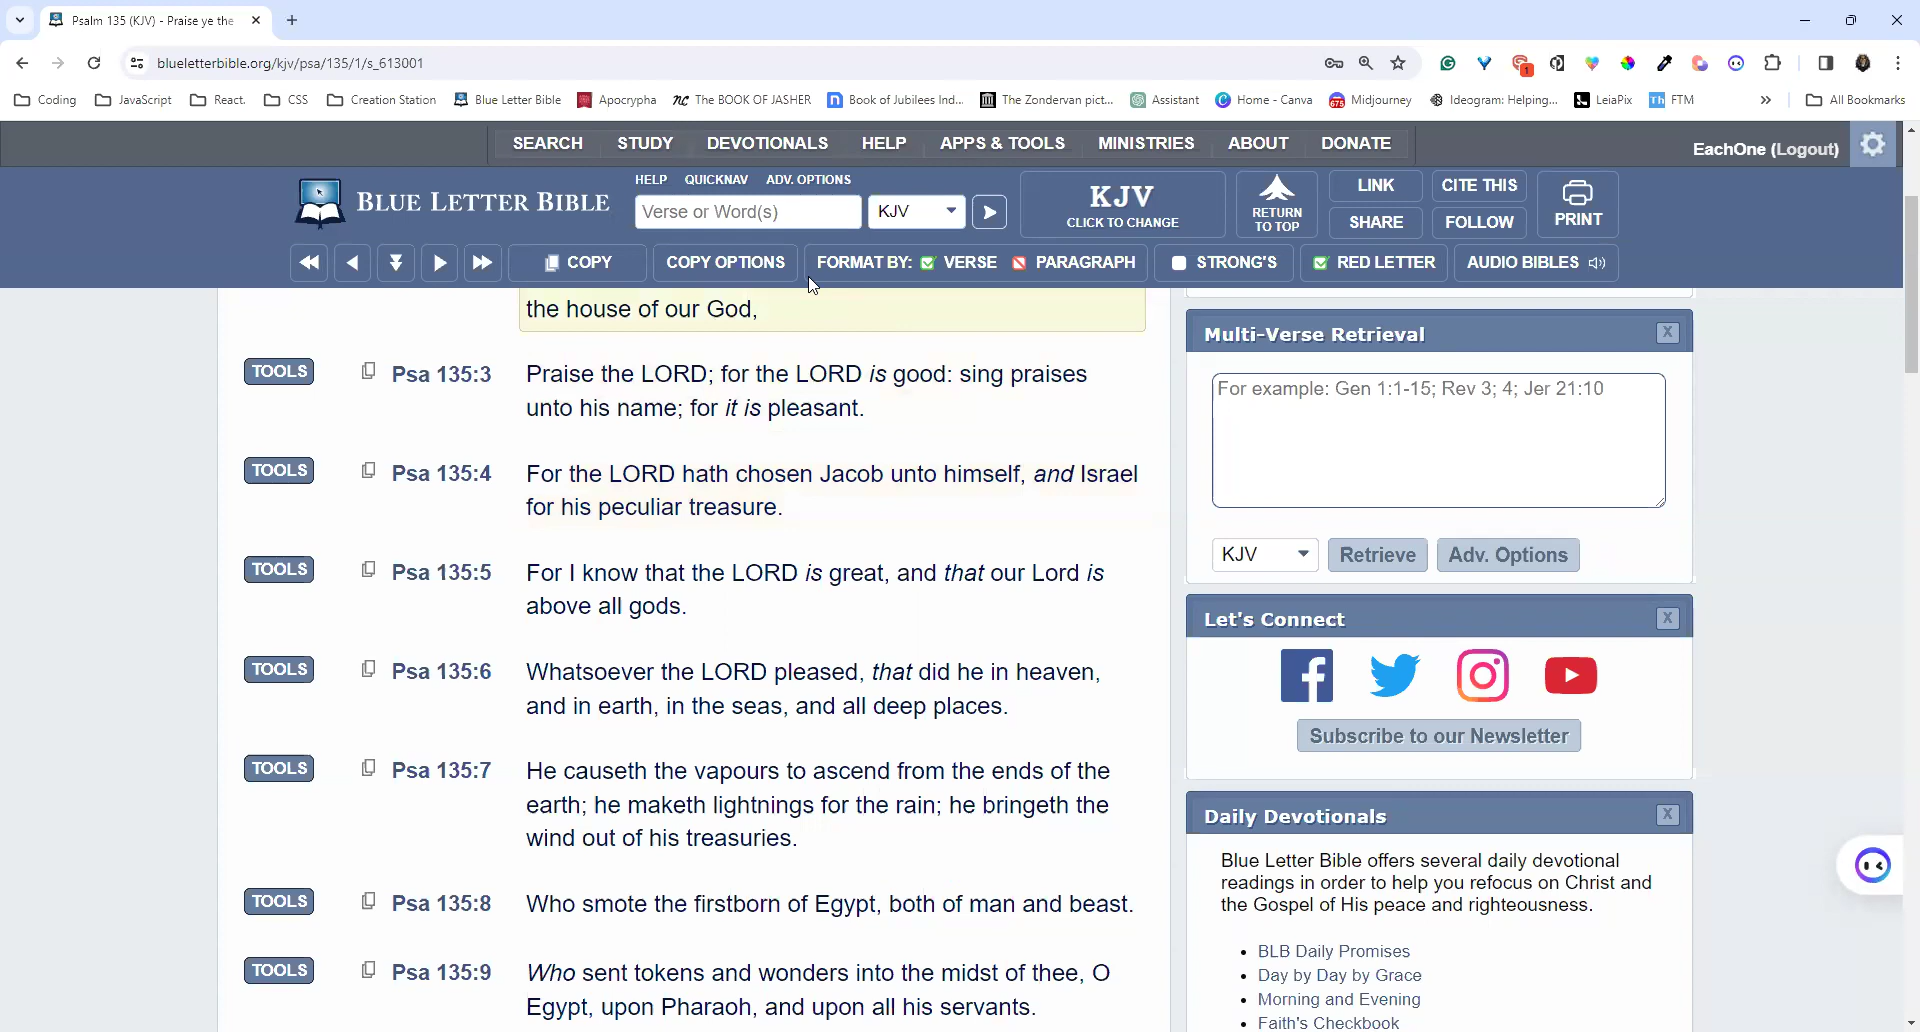 Psalm 135 (KJV) - Praise ye the
blueletterbible.org/kjv/psa/135/1/s_613001
1
Coding JavaScript React. CSS Creation Station Blue Letter Bible Apocrypha NC The BOOK OF JASHER Book of Jubilees Ind... The Zondervan pict... Assistant Home - Canva 675 Midjourney Ideogram: Helping... LeiaPix Th FTM » All Bookmarks
SEARCH STUDY DEVOTIONALS HELP APPS & TOOLS MINISTRIES ABOUT DONATE
EachOne (Logout)
BLUE LETTER BIBLE
HELP QUICKNAV ADV. OPTIONS
Verse or Word(s) KJV
KJV
CLICK TO CHANGE
RETURN
TO TOP
LINK CITE THIS
SHARE FOLLOW
PRINT
COPY COPY OPTIONS FORMAT BY: VERSE PARAGRAPH STRONG'S RED LETTER AUDIO BIBLES
the house of our God,
TOOLS Psa 135:3 Praise the LORD; for the LORD is good: sing praises
unto his name; for it is pleasant.
TOOLS Psa 135:4 For the LORD hath chosen Jacob unto himself, and Israel
for his peculiar treasure.
TOOLS Psa 135:5 For I know that the LORD is great, and that our Lord is
above all gods.
TOOLS Psa 135:6 Whatsoever the LORD pleased, that did he in heaven,
and in earth, in the seas, and all deep places.
TOOLS Psa 135:7 He causeth the vapours to ascend from the ends of the
earth; he maketh lightnings for the rain; he bringeth the
wind out of his treasuries.
TOOLS Psa 135:8 Who smote the firstborn of Egypt, both of man and beast.
TOOLS Psa 135:9 Who sent tokens and wonders into the midst of thee, O
Egypt, upon Pharaoh, and upon all his servants.
Multi-Verse Retrieval X
For example: Gen 1:1-15; Rev 3; 4; Jer 21:10
KJV Retrieve Adv. Options
Let's Connect X
Subscribe to our Newsletter
Daily Devotionals X
Blue Letter Bible offers several daily devotional
readings in order to help you refocus on Christ and
the Gospel of His peace and righteousness.
• BLB Daily Promises
• Day by Day by Grace
• Morning and Evening
• Faith's Checkbook